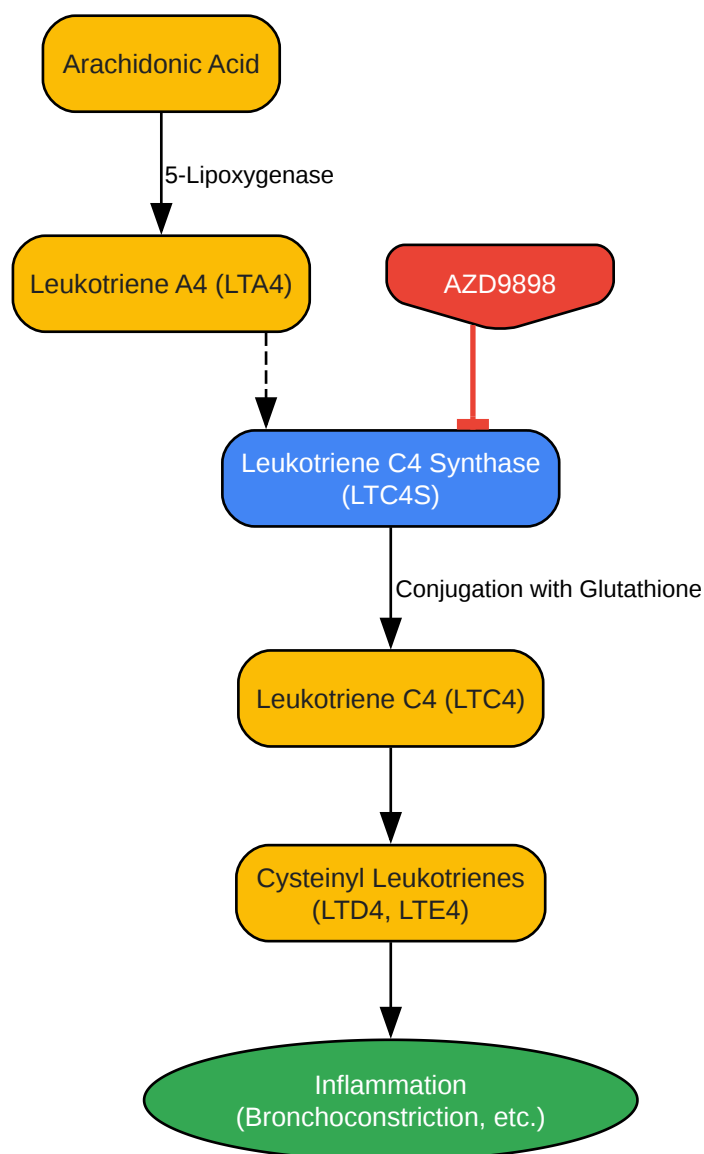 Arachidonic Acid
5-Lipoxygenase
Leukotriene A4 (LTA4)
AZD9898
Leukotriene C4 Synthase
(LTC4S)
Conjugation with Glutathione
Leukotriene C4 (LTC4)
Cysteinyl Leukotrienes
(LTD4, LTE4)
Inflammation
(Bronchoconstriction, etc.)